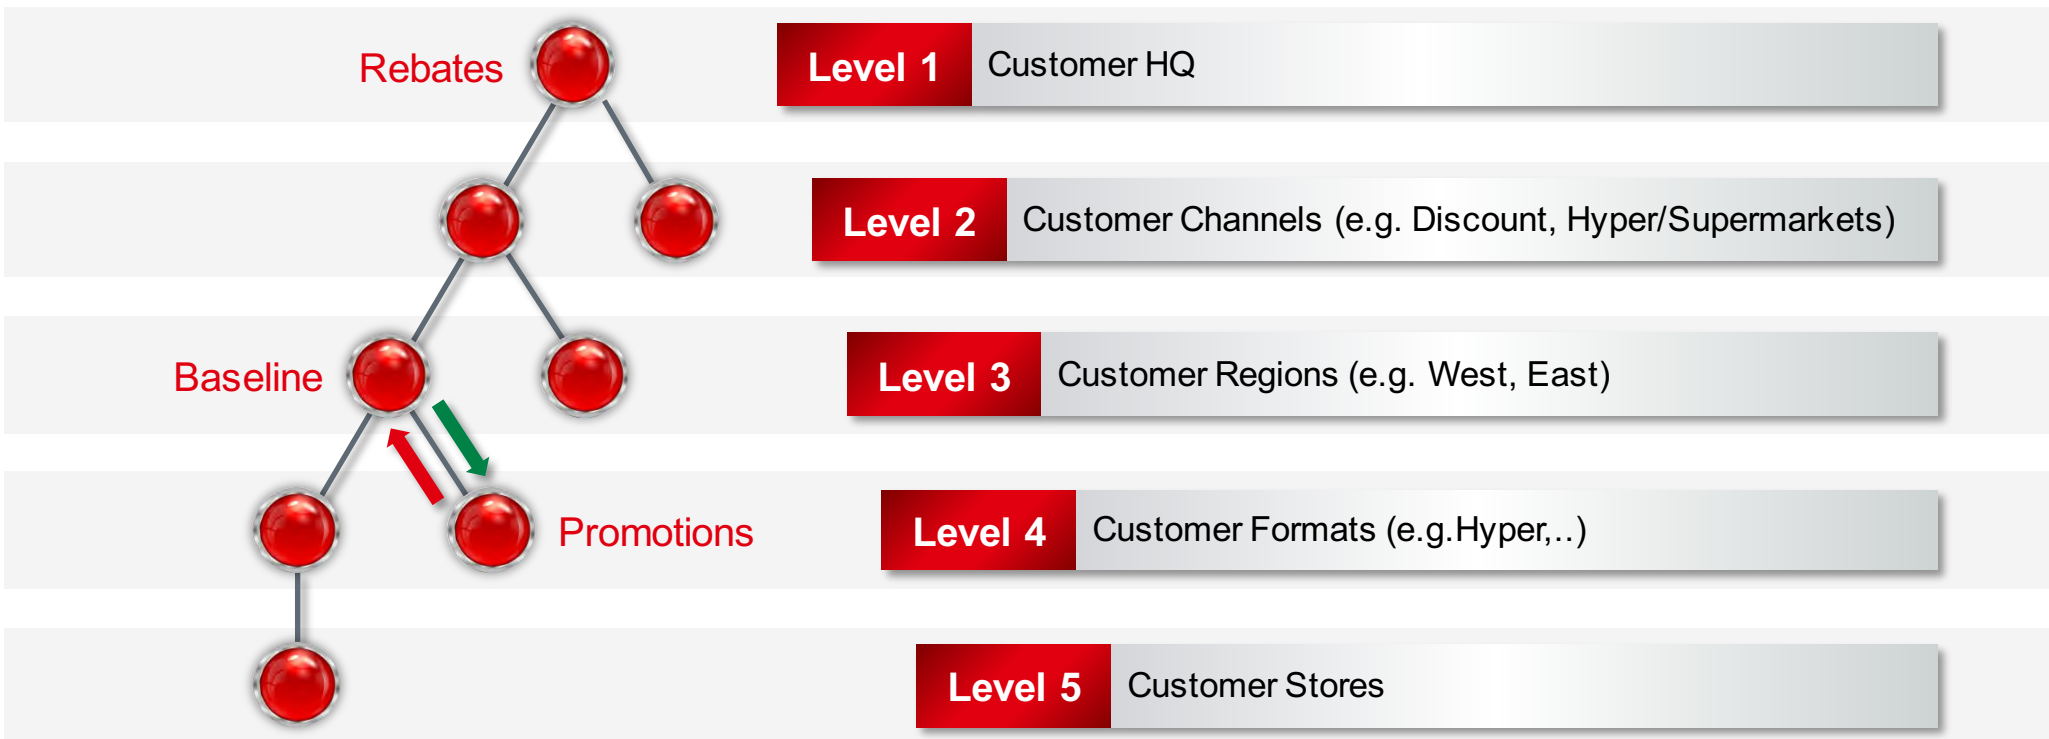 Rebates
Level 1
Customer HQ
Level 2
Customer Channels (e.g. Discount, Hyper/Supermarkets)
Baseline
Level 3
Customer Regions (e.g. West, East)
Promotions
Level 4
Customer Formats (e.g.Hyper,..)
Level 5
Customer Stores